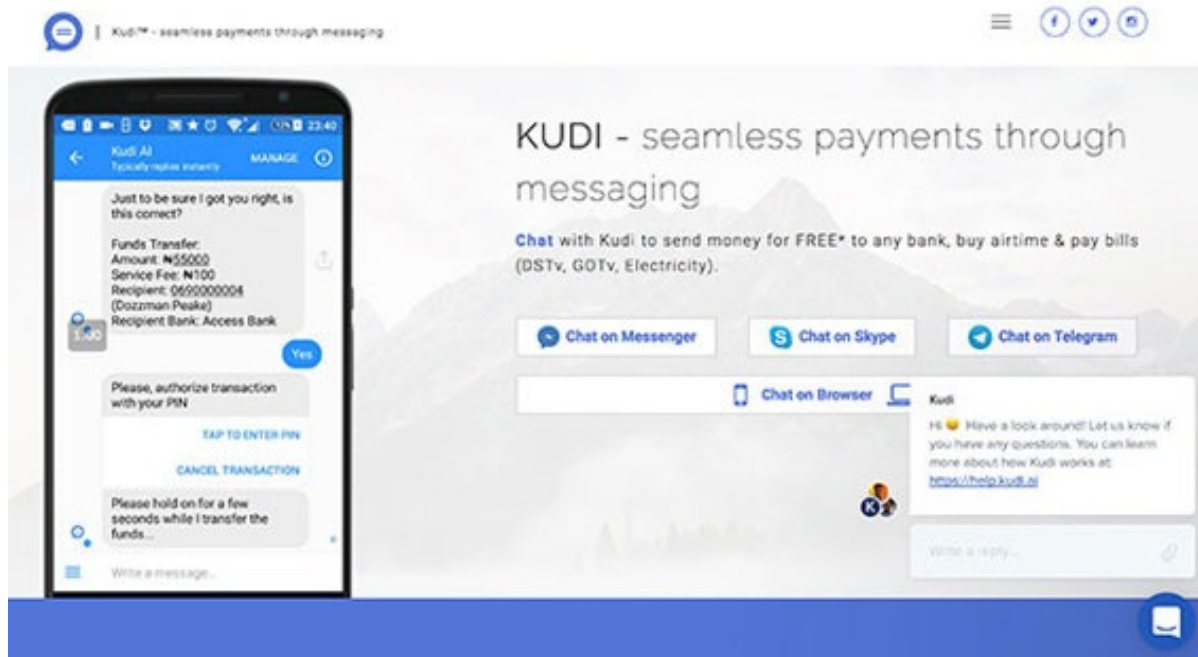 Kudi™ - seamless payments through messaging
23:40
Kudi AI
Typically replies instantly
MANAGE
Just to be sure I got you right, is
this correct?
Funds Transfer:
Amount: ₦55000
Service Fee: ₦100
Recipient: 0690000004
(Dozzman Peake)
Recipient Bank: Access Bank
1:00
Yes
Please, authorize transaction
with your PIN
TAP TO ENTER PIN
CANCEL TRANSACTION
Please hold on for a few
seconds while I transfer the
funds...
Write a message...
KUDI - seamless payments through
messaging
Chat with Kudi to send money for FREE* to any bank, buy airtime & pay bills
(DSTv, GOTv, Electricity).
Chat on Messenger
Chat on Skype
Chat on Telegram
Chat on Browser
Kudi
Hi 😀 Have a look around! Let us know if
you have any questions. You can learn
more about how Kudi works at:
https://help.kudi.ai
K
Write a reply...